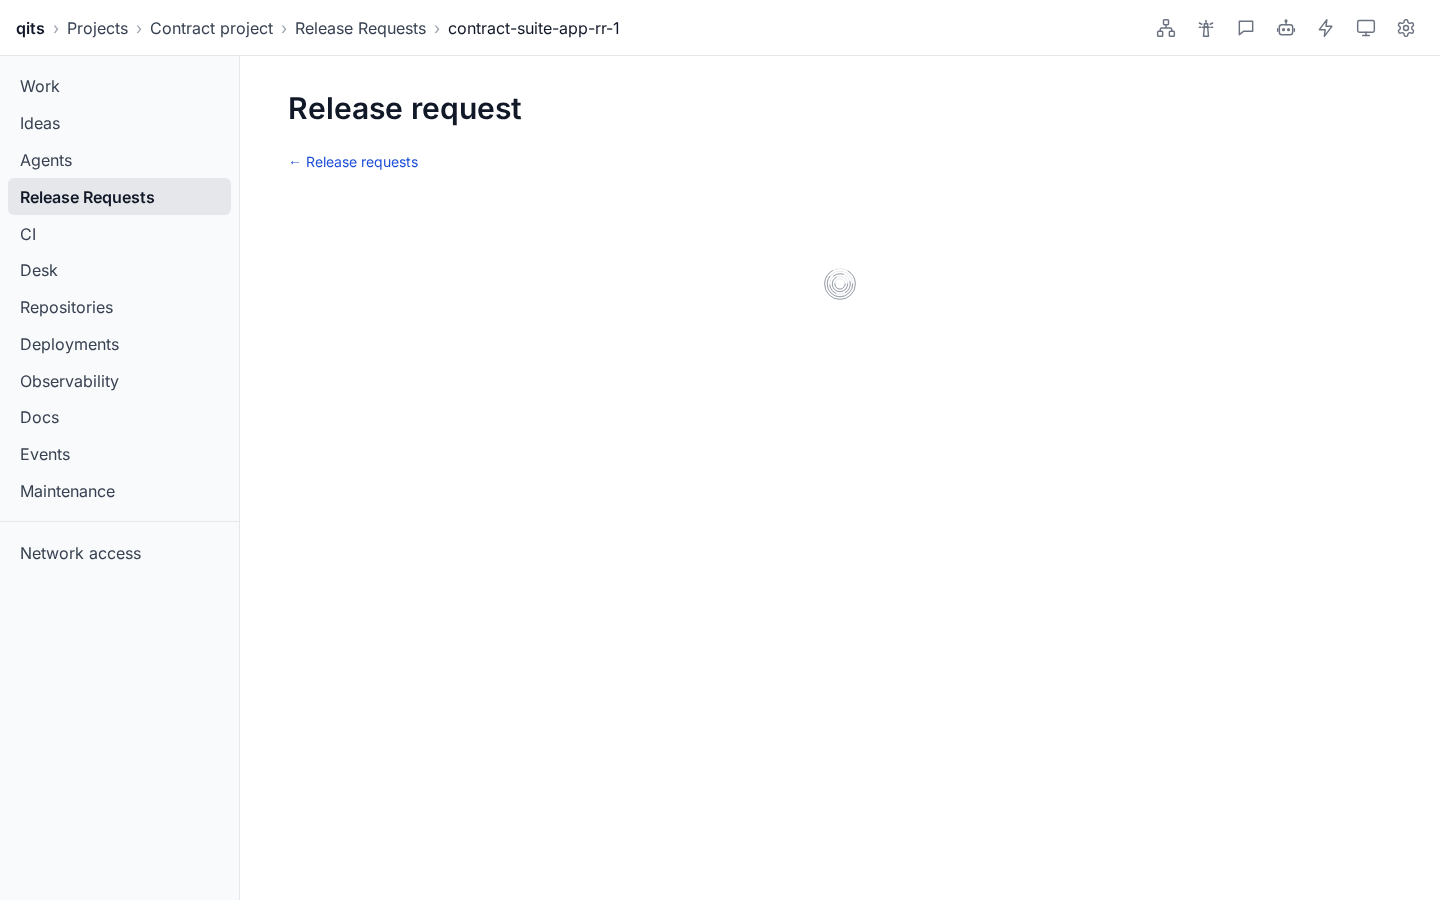 qits › Projects › Contract project › Release Requests › contract-suite-app-rr-1
Work
Ideas
Agents
Release Requests
CI
Desk
Repositories
Deployments
Observability
Docs
Events
Maintenance
Network access
Release request
← Release requests